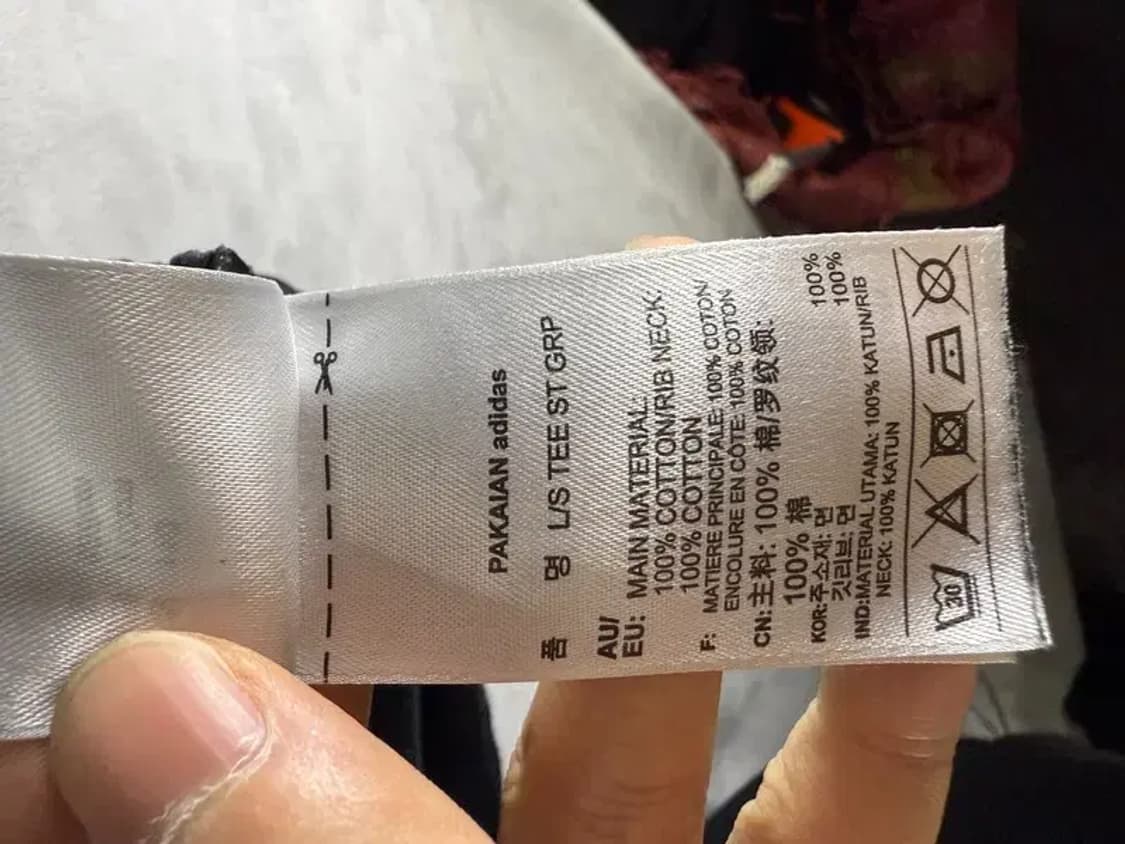 PAKAIAN adidas
품 명 L/S TEE ST GRP
AU/
EU: MAIN MATERIAL:
100% COTTON/RIB NECK:
100% COTTON
F: MATIERE PRINCIPALE: 100% COTON
ENCOLURE EN COTE: 100% COTON
CN: 主料: 100% 棉/罗纹领:
100% 棉
KOR: 주소재: 면 100%
깃리브: 면 100%
IND: MATERIAL UTAMA: 100% KATUN/RIB
NECK: 100% KATUN
30